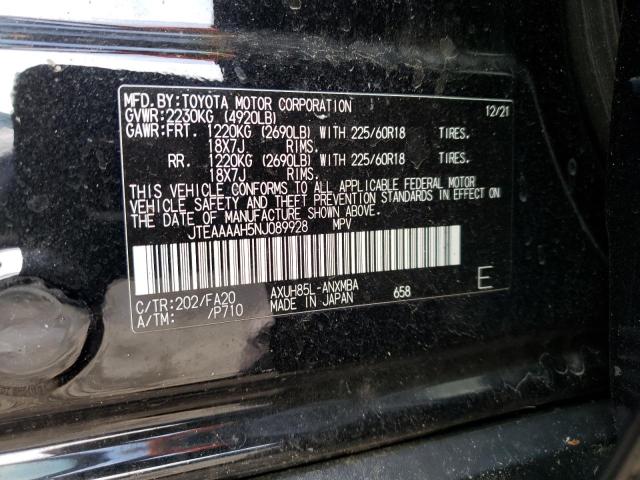 MFD.BY:TOYOTA MOTOR CORPORATION 12/21
GVWR:2230KG (4920LB)
GAWR:FRT. 1220KG (2690LB) WITH 225/60R18 TIRES.
18X7J RIMS.
RR. 1220KG (2690LB) WITH 225/60R18 TIRES.
18X7J RIMS.
THIS VEHICLE CONFORMS TO ALL APPLICABLE FEDERAL MOTOR
VEHICLE SAFETY AND THEFT PREVENTION STANDARDS IN EFFECT ON
THE DATE OF MANUFACTURE SHOWN ABOVE.
JTEAAAAH5NJ089928 MPV
C/TR:202/FA20 AXUH85L-ANXMBA E
A/TM: /P710 MADE IN JAPAN 658